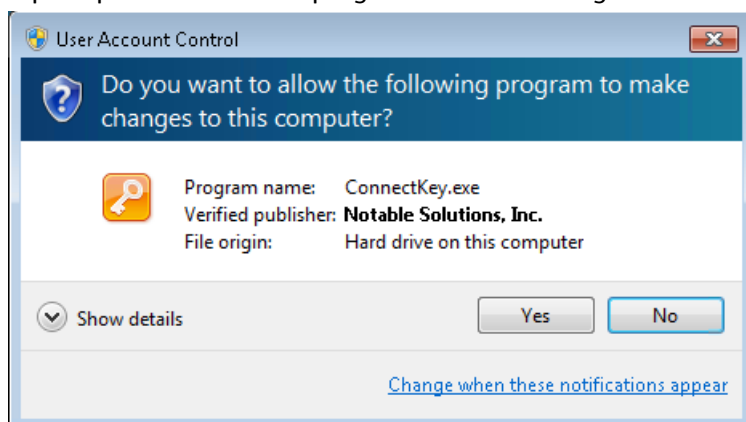 User Account Control
Do you want to allow the following program to make
changes to this computer?
Program name: ConnectKey.exe
Verified publisher: Notable Solutions, Inc.
File origin: Hard drive on this computer
Show details
Yes
No
Change when these notifications appear